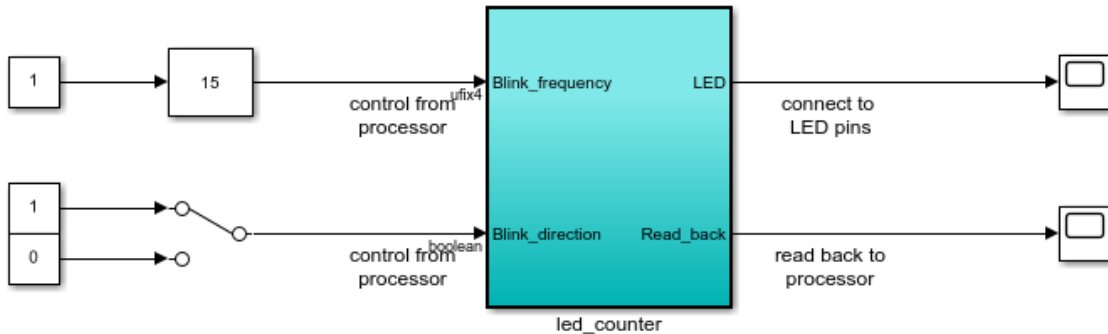 1
15
ufix4
control from
processor
Blink_frequency
LED
connect to
LED pins
1
0
boolean
control from
processor
Blink_direction
Read_back
read back to
processor
led_counter